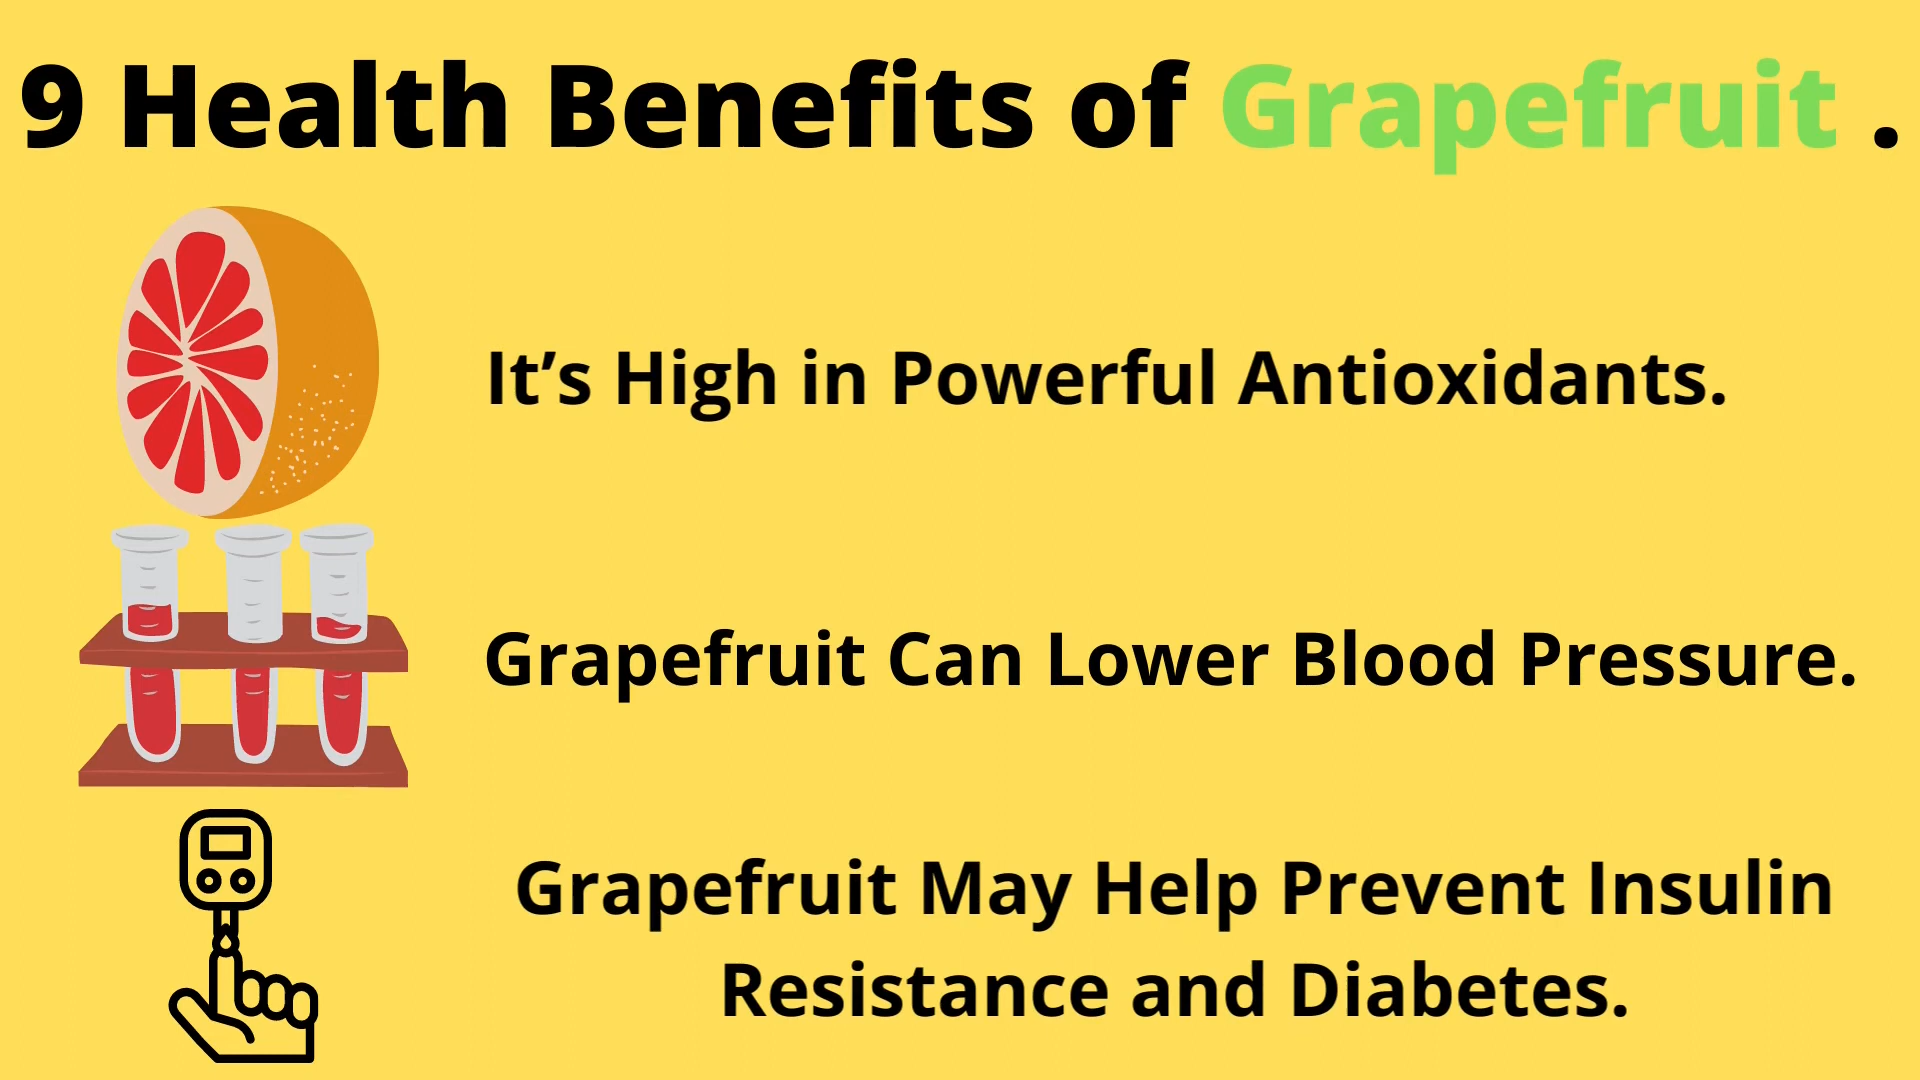 9 Health Benefits of Grapefruit .
It’s High in Powerful Antioxidants.
Grapefruit Can Lower Blood Pressure.
Grapefruit May Help Prevent Insulin
Resistance and Diabetes.